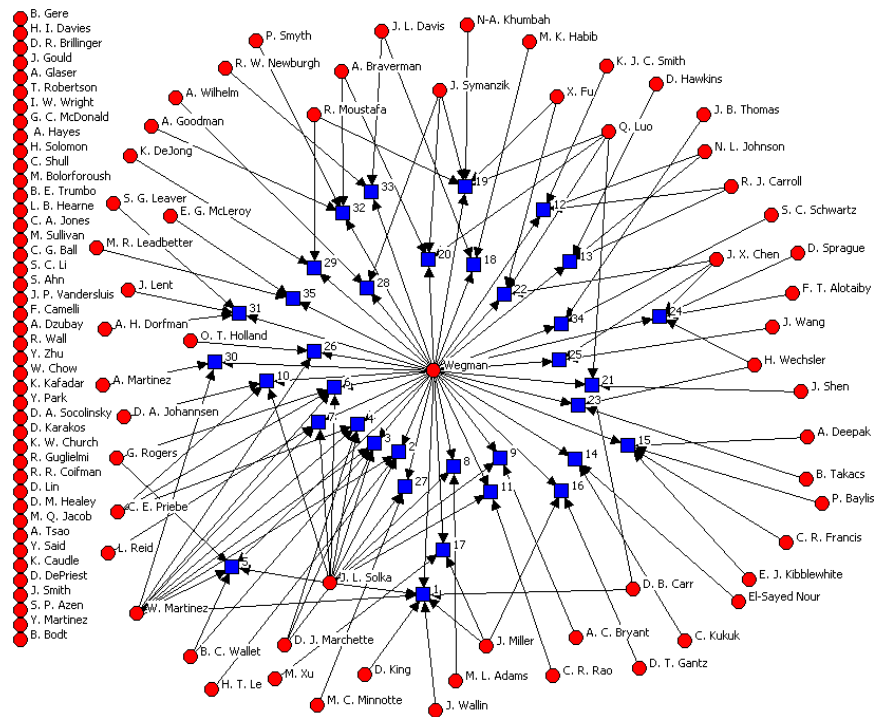 B. Gere
H. I. Davies
D. R. Brillinger
J. Gould
A. Glaser
T. Robertson
I. W. Wright
G. C. McDonald
A. Hayes
H. Solomon
C. Shull
M. Bolorforoush
B. E. Trumbo
L. B. Hearne
C. A. Jones
M. Sullivan
C. G. Ball
S. C. Li
S. Ahn
J. P. Vandersluis
F. Camelli
A. Dzubay
R. Wall
Y. Zhu
W. Chow
K. Kafadar
Y. Park
D. A. Socolinsky
D. Karakos
K. W. Church
R. Guglielmi
R. R. Coifman
D. Lin
D. M. Healey
M. Q. Jacob
A. Tsao
Y. Said
K. Caudle
D. DePriest
J. Smith
S. P. Azen
Y. Martinez
B. Bodt
N-A. Khumbah
J. L. Davis
P. Smyth
M. K. Habib
R. W. Newburgh
A. Braverman
K. J. C. Smith
D. Hawkins
J. Symanzik
X. Fu
A. Wilhelm
R. Moustafa
J. B. Thomas
A. Goodman
Q. Luo
K. DeJong
N. L. Johnson
R. J. Carroll
33
19
S. G. Leaver
32
12
E. G. McLeroy
S. C. Schwartz
M. R. Leadbetter
20
18
13
J. X. Chen
D. Sprague
29
J. Lent
28
22
F. T. Alotaiby
35
31
24
A. H. Dorfman
34
J. Wang
O. T. Holland
26
30
25
H. Wechsler
Wegman
10
6
21
A. Martinez
J. Shen
23
D. A. Johannsen
7
4
3
2
A. Deepak
15
G. Rogers
8
9
14
B. Takacs
27
11
16
P. Baylis
C. E. Priebe
C. R. Francis
L. Reid
17
5
J. L. Solka
E. J. Kibblewhite
D. B. Carr
1
El-Sayed Nour
W. Martinez
A. C. Bryant
C. Kukuk
D. J. Marchette
J. Miller
B. C. Wallet
D. T. Gantz
D. King
C. R. Rao
M. Xu
M. L. Adams
H. T. Le
M. C. Minnotte
J. Wallin